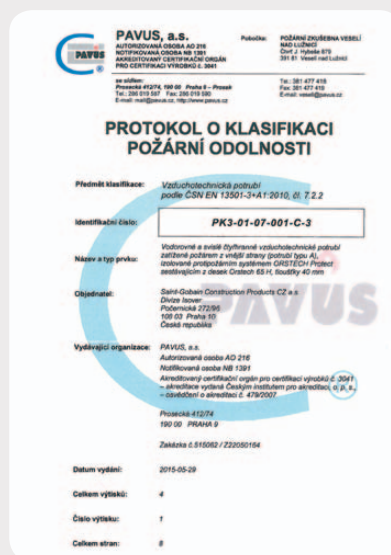 PAVUS
PAVUS, a.s.
AUTORIZOVANÁ OSOBA AO 216
NOTIFIKOVANÁ OSOBA NB 1391
AKREDITOVANÝ CERTIFIKAČNÍ ORGÁN
PRO CERTIFIKACI VÝROBKŮ č. 3041
Pobočka: POŽÁRNÍ ZKUŠEBNA VESELÍ
NAD LUŽNICÍ
Čtvrť J. Hybeše 879
391 81 Veselí nad Lužnicí
se sídlem:
Prosecká 412/74, 190 00 Praha 9 – Prosek
Tel.: 286 019 587 Fax: 286 019 590
E-mail: mail@pavus.cz, http://www.pavus.cz
Tel.: 381 477 418
Fax: 381 477 419
E-mail: veseli@pavus.cz
PROTOKOL O KLASIFIKACI
POŽÁRNÍ ODOLNOSTI
Předmět klasifikace: Vzduchotechnická potrubí
podle ČSN EN 13501-3+A1:2010, čl. 7.2.2
Identifikační číslo: PK3-01-07-001-C-3
Název a typ prvku: Vodorovné a svislé čtyřhranné vzduchotechnické potrubí
zatížené požárem z vnější strany (potrubí typu A),
izolované protipožárním systémem ORSTECH Protect
sestávajícím z desek Orstech 65 H, tloušťky 40 mm
Objednatel: Saint-Gobain Construction Products CZ a.s.
Divize Isover
Počernická 272/96
108 03 Praha 10
Česká republika
PAVUS
Vydávající organizace: PAVUS, a.s.
Autorizovaná osoba AO 216
Notifikovaná osoba NB 1391
Akreditovaný certifikační orgán pro certifikaci výrobků č. 3041
– akreditace vydaná Českým institutem pro akreditaci, o. p. s.
– osvědčení o akreditaci č. 479/2007
Prosecká 412/74
190 00 PRAHA 9
Zakázka č.515062 / Z22050164
Datum vydání: 2015-05-29
Celkem výtisků: 4
Číslo výtisku: 1
Celkem stran: 8